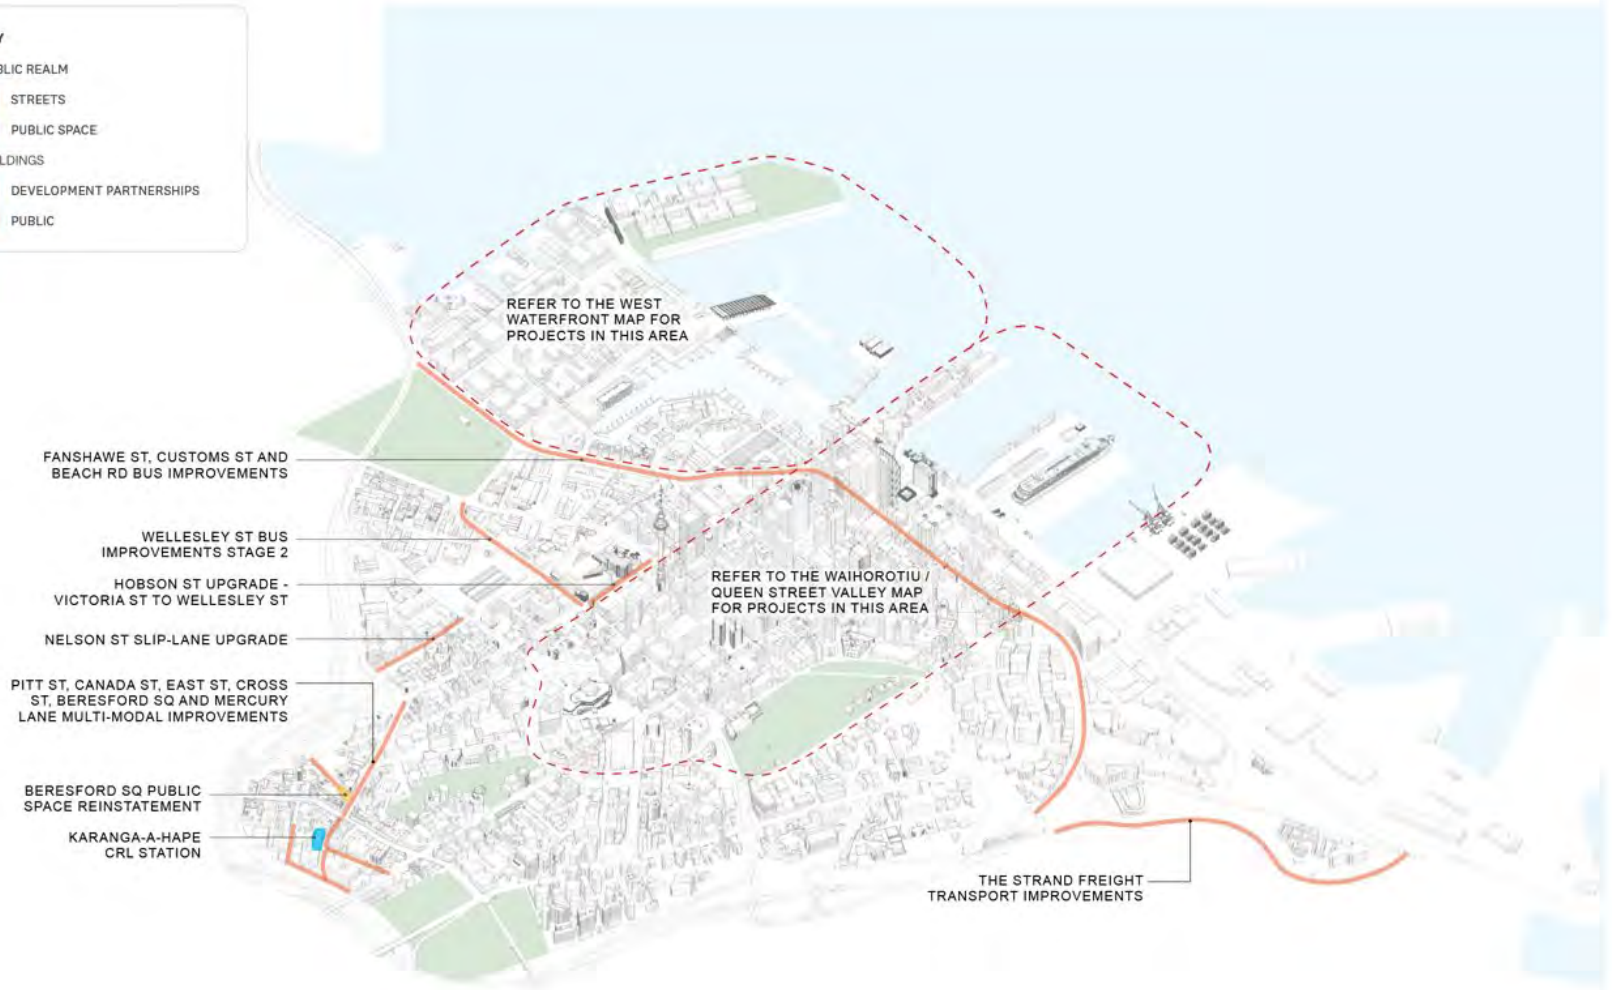 Y
BLIC REALM
STREETS
PUBLIC SPACE
LDINGS
DEVELOPMENT PARTNERSHIPS
PUBLIC
REFER TO THE WEST
WATERFRONT MAP FOR
PROJECTS IN THIS AREA
FANSHAWE ST, CUSTOMS ST AND
BEACH RD BUS IMPROVEMENTS
WELLESLEY ST BUS
IMPROVEMENTS STAGE 2
HOBSON ST UPGRADE -
VICTORIA ST TO WELLESLEY ST
REFER TO THE WAIHOROTIU /
QUEEN STREET VALLEY MAP
FOR PROJECTS IN THIS AREA
NELSON ST SLIP-LANE UPGRADE
PITT ST, CANADA ST, EAST ST, CROSS
ST, BERESFORD SQ AND MERCURY
LANE MULTI-MODAL IMPROVEMENTS
BERESFORD SQ PUBLIC
SPACE REINSTATEMENT
KARANGA-A-HAPE
CRL STATION
THE STRAND FREIGHT
TRANSPORT IMPROVEMENTS